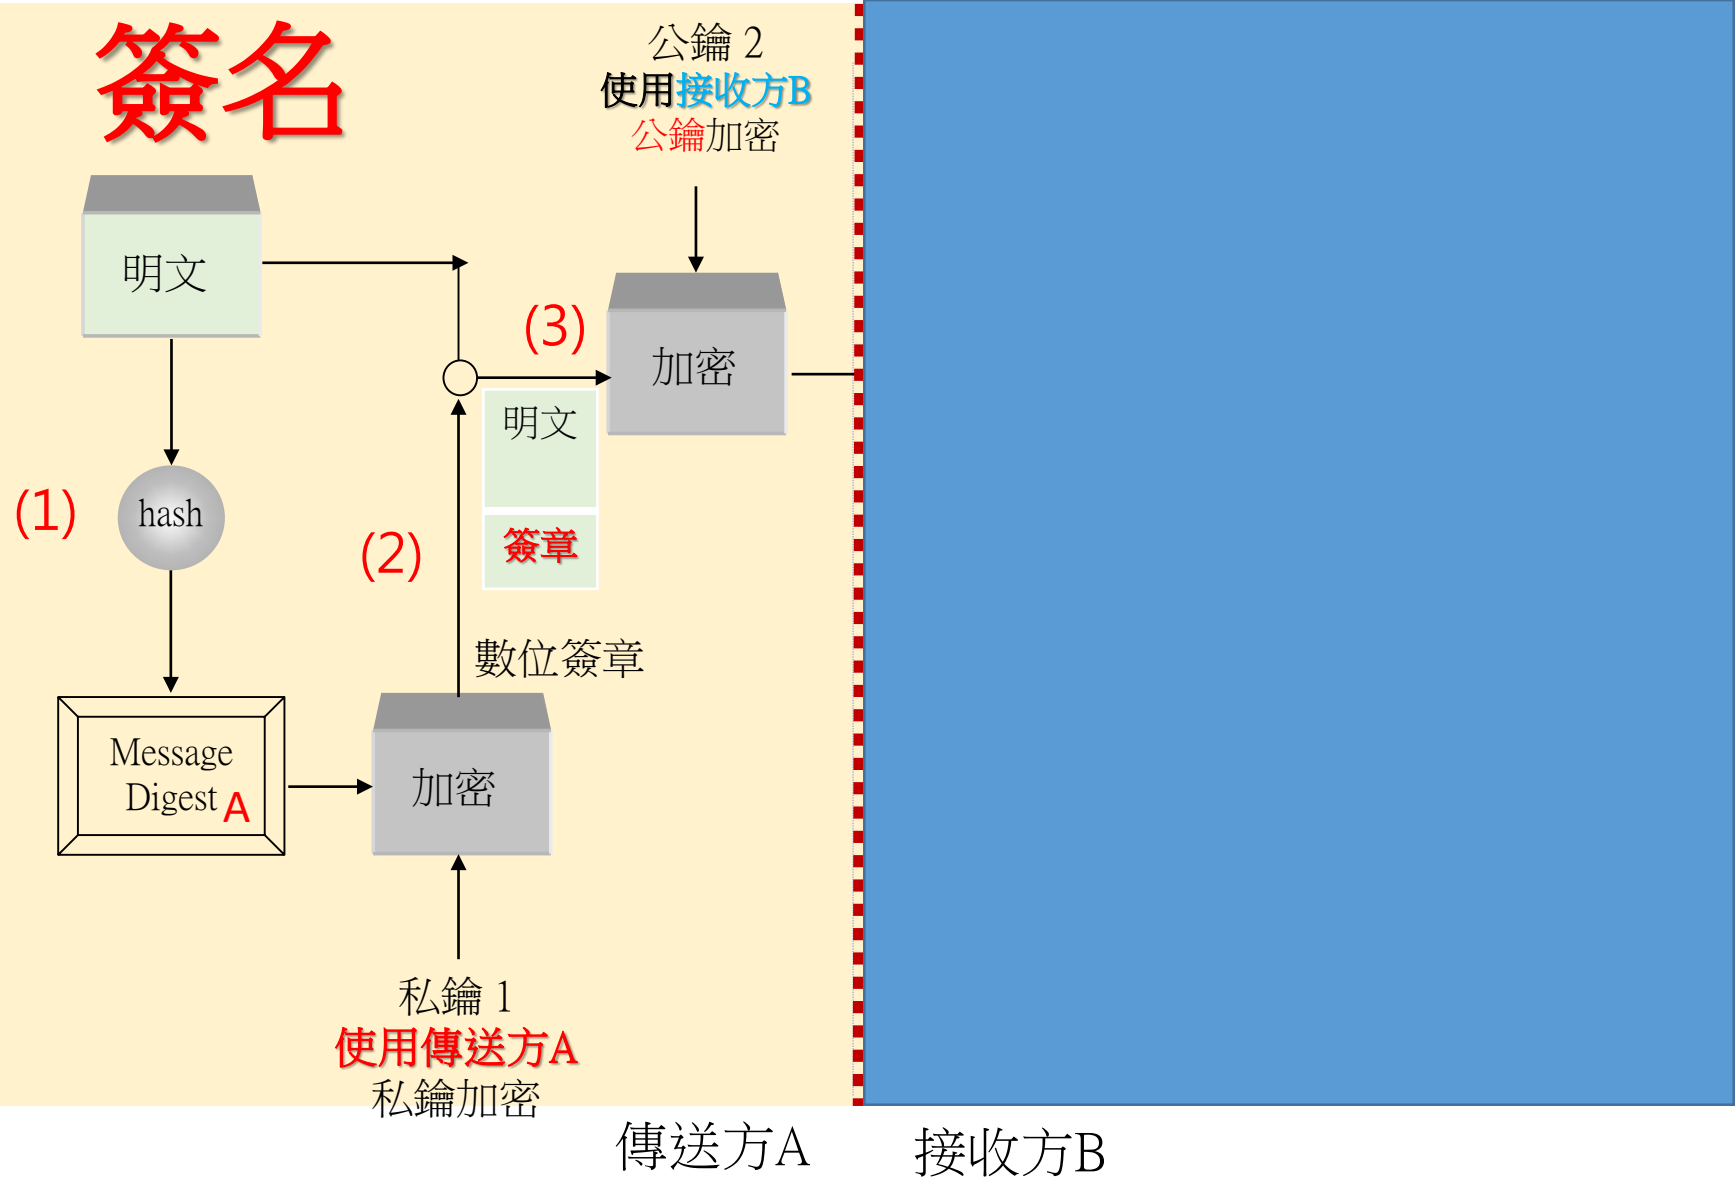 簽名
公鑰 2
使用接收方B
公鑰加密
明文
(3)
加密
明文
(1)
hash
(2)
簽章
數位簽章
Message
Digest A
加密
私鑰 1
使用傳送方A
私鑰加密
傳送方A
接收方B